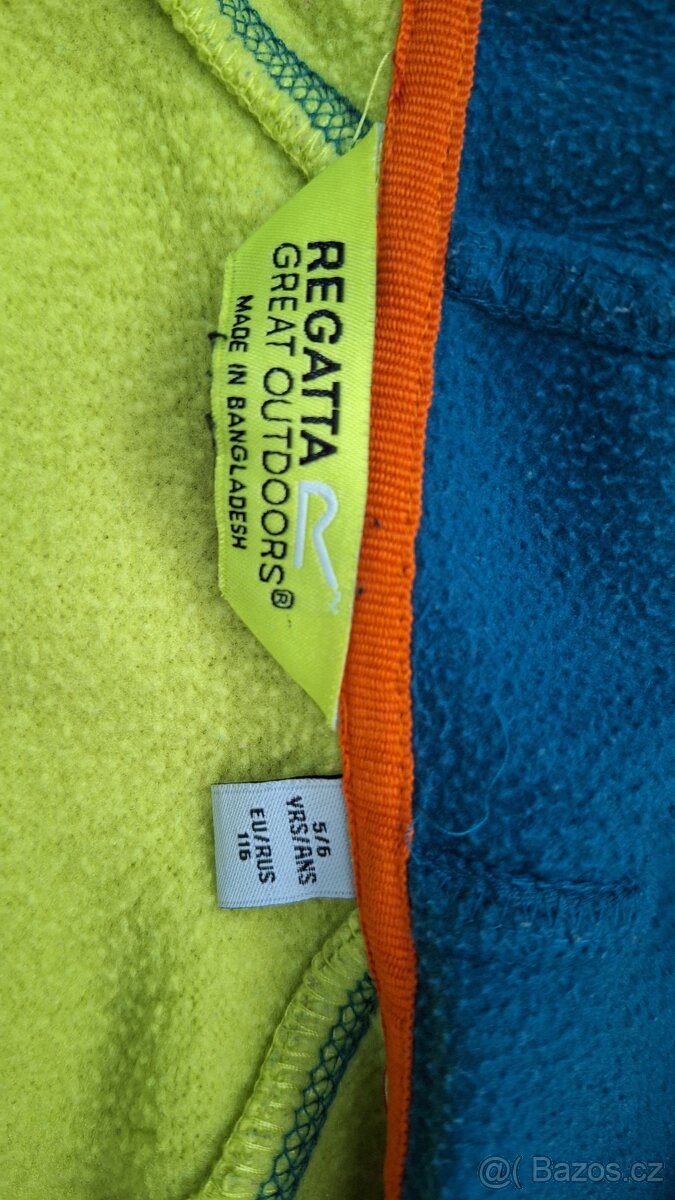 REGATTA
GREAT OUTDOORS®
MADE IN BANGLADESH
5/6
YRS/ANS
EU/RUS
116
@( Bazos.cz